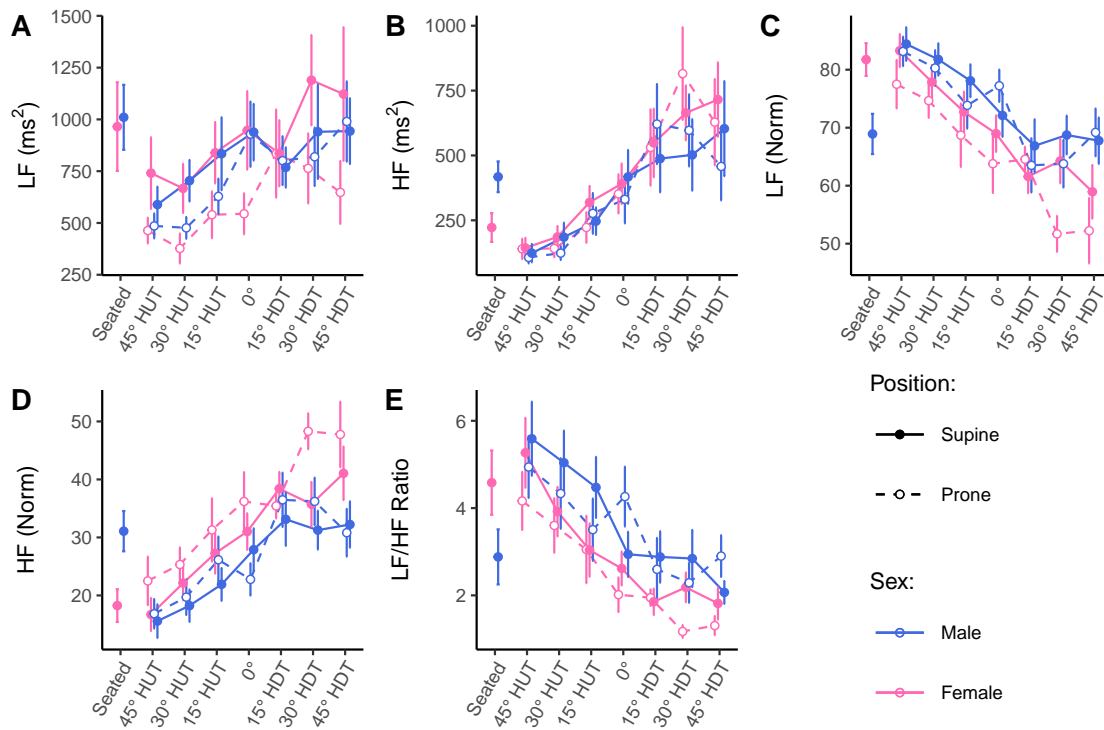 A
LF (ms²)
1500
1250
1000
750
500
250
Seated
45° HUT
30° HUT
15° HUT
0°
15° HDT
30° HDT
45° HDT
B
HF (ms²)
1000
750
500
250
Seated
45° HUT
30° HUT
15° HUT
0°
15° HDT
30° HDT
45° HDT
C
LF (Norm)
80
70
60
50
Seated
45° HUT
30° HUT
15° HUT
0°
15° HDT
30° HDT
45° HDT
D
HF (Norm)
50
40
30
20
Seated
45° HUT
30° HUT
15° HUT
0°
15° HDT
30° HDT
45° HDT
E
LF/HF Ratio
6
4
2
Seated
45° HUT
30° HUT
15° HUT
0°
15° HDT
30° HDT
45° HDT
Position:
Supine
Prone
Sex:
Male
Female